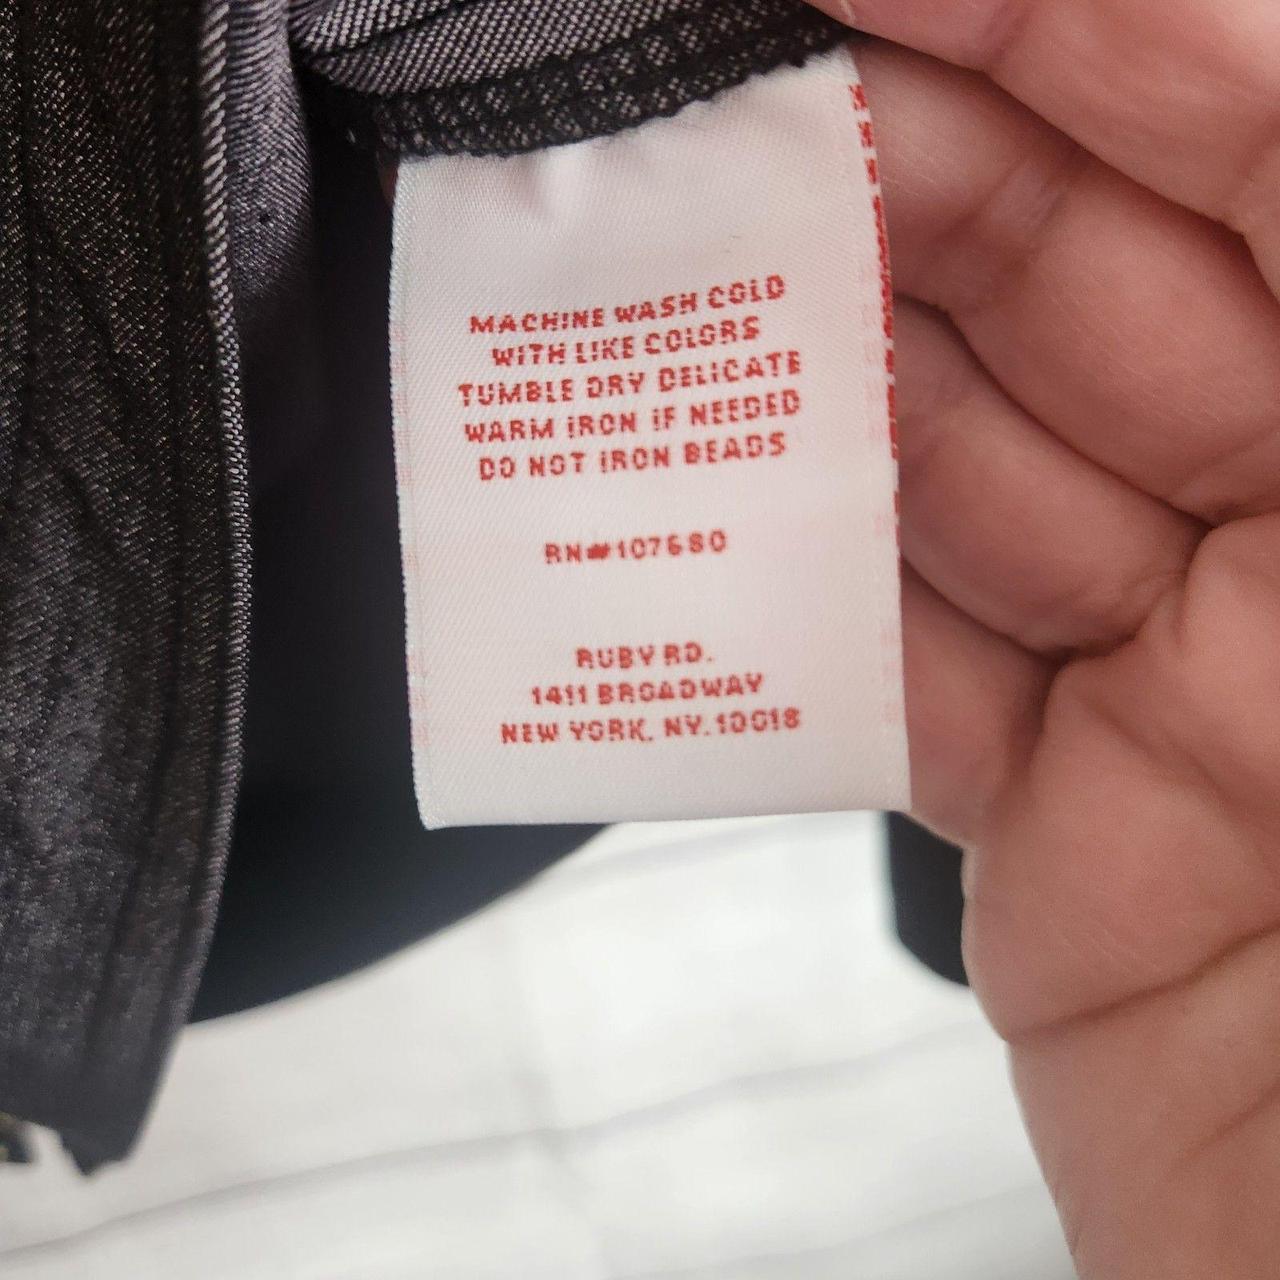 MACHINE WASH COLD
WITH LIKE COLORS
TUMBLE DRY DELICATE
WARM IRON IF NEEDED
DO NOT IRON BEADS
RN#107680
RUBY RD.
1411 BROADWAY
NEW YORK, NY. 10018